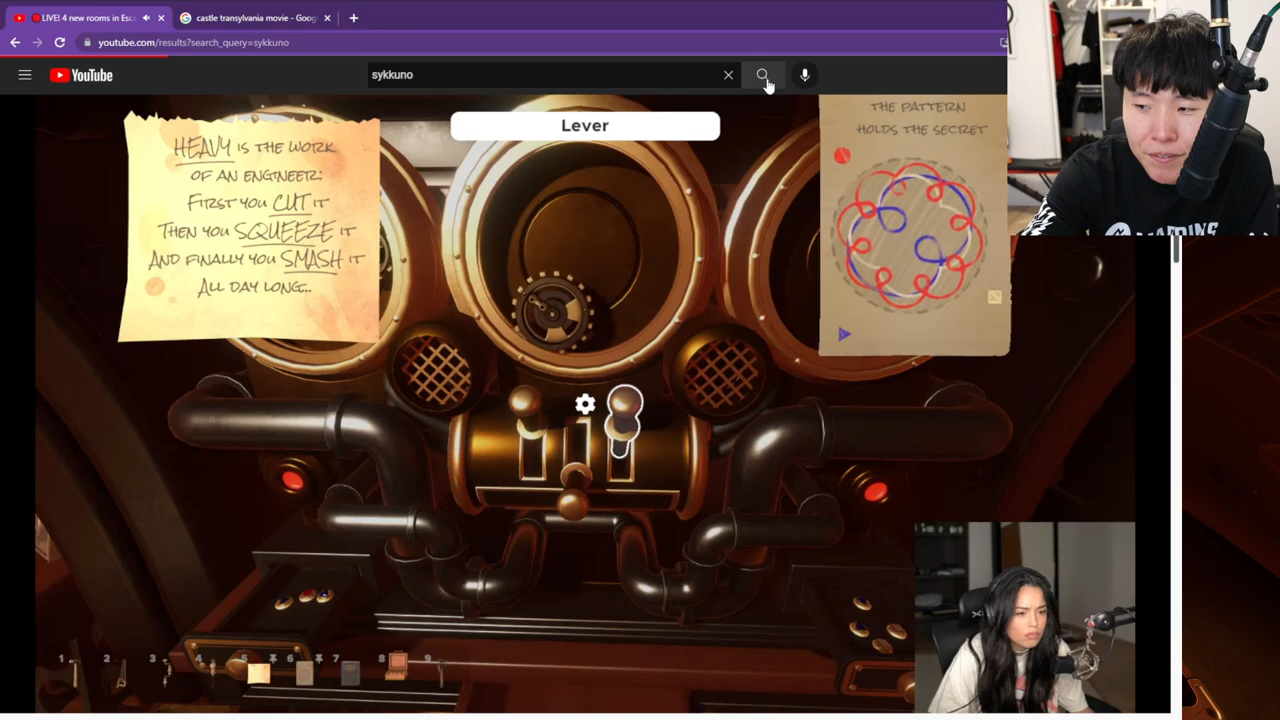 LIVE! 4 new rooms in Esca
castle transylvania movie - Goog
youtube.com/results?search_query=sykkuno
YouTube
sykkuno
HEAVY IS THE WORK
OF AN ENGINEER:
FIRST YOU CUT IT
THEN YOU SQUEEZE IT
AND FINALLY YOU SMASH IT
ALL DAY LONG...
Lever
THE PATTERN
HOLDS THE SECRET
1 2 3 4 5 6 7 8 9